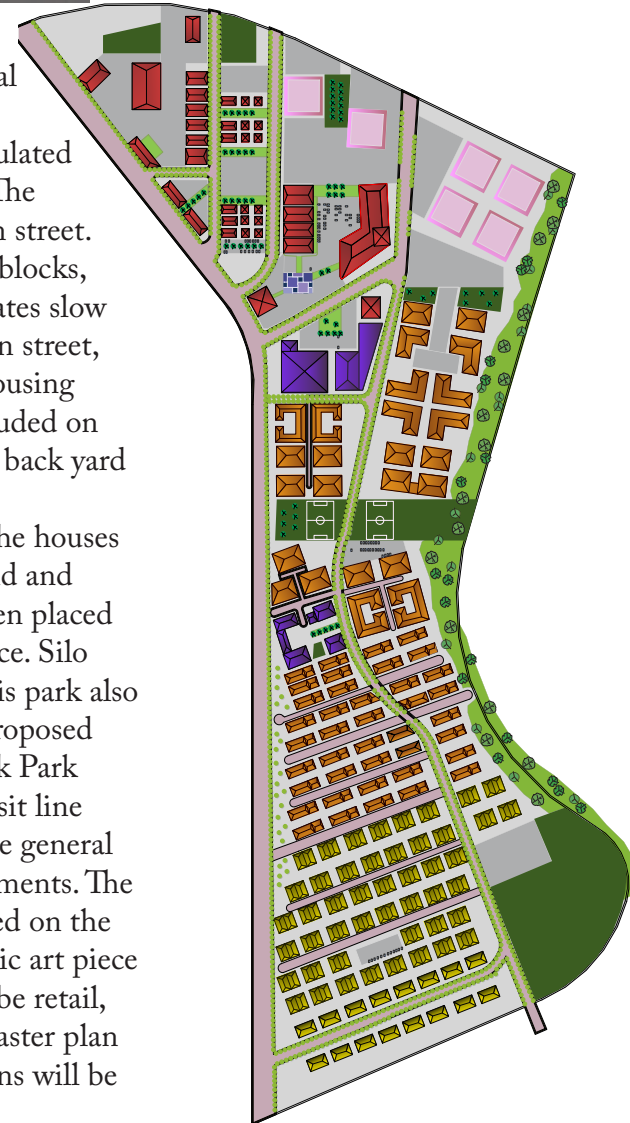 al
ulated
The
n street.
blocks,
ates slow
n street,
ousing
uded on
back yard
he houses
d and
en placed
ce. Silo
is park also
roposed
k Park
sit line
e general
ments. The
ed on the
ic art piece
be retail,
aster plan
ns will be